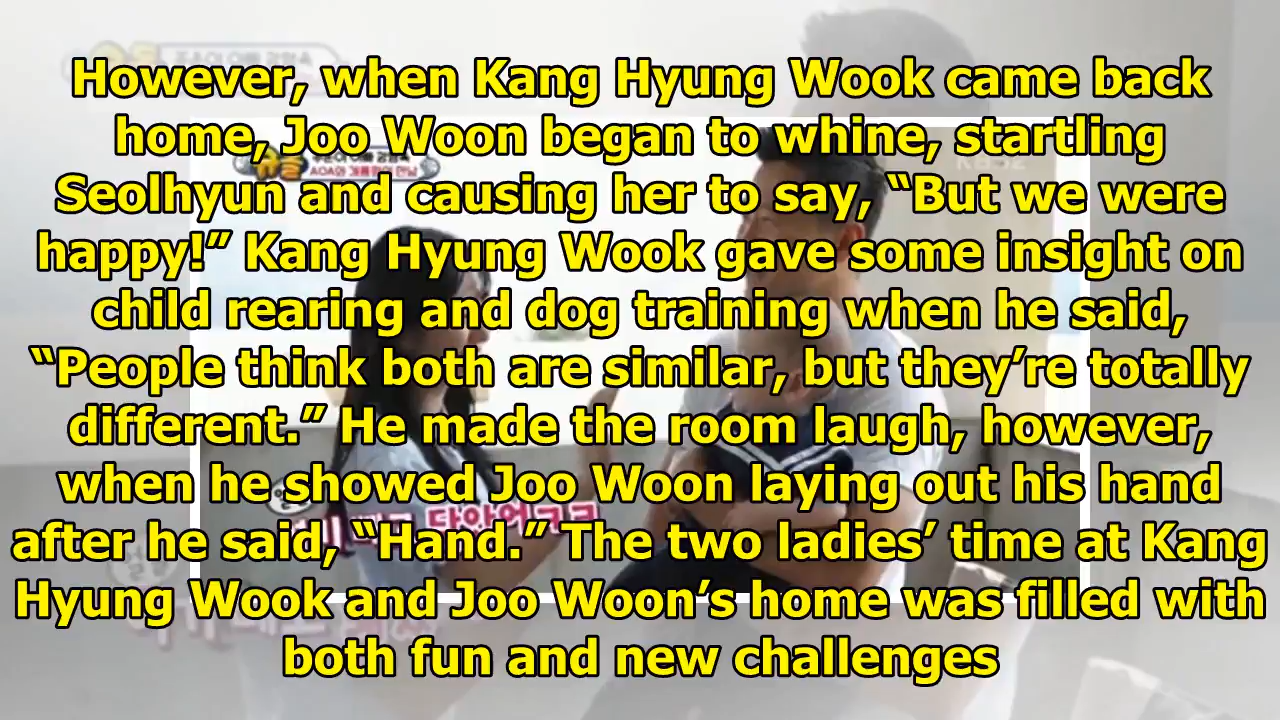 However, when Kang Hyung Wook came back
home, Joo Woon began to whine, startling
Seolhyun and causing her to say, “But we were
happy!” Kang Hyung Wook gave some insight on
child rearing and dog training when he said,
“People think both are similar, but they’re totally
different.” He made the room laugh, however,
when he showed Joo Woon laying out his hand
after he said, “Hand.” The two ladies’ time at Kang
Hyung Wook and Joo Woon’s home was filled with
both fun and new challenges